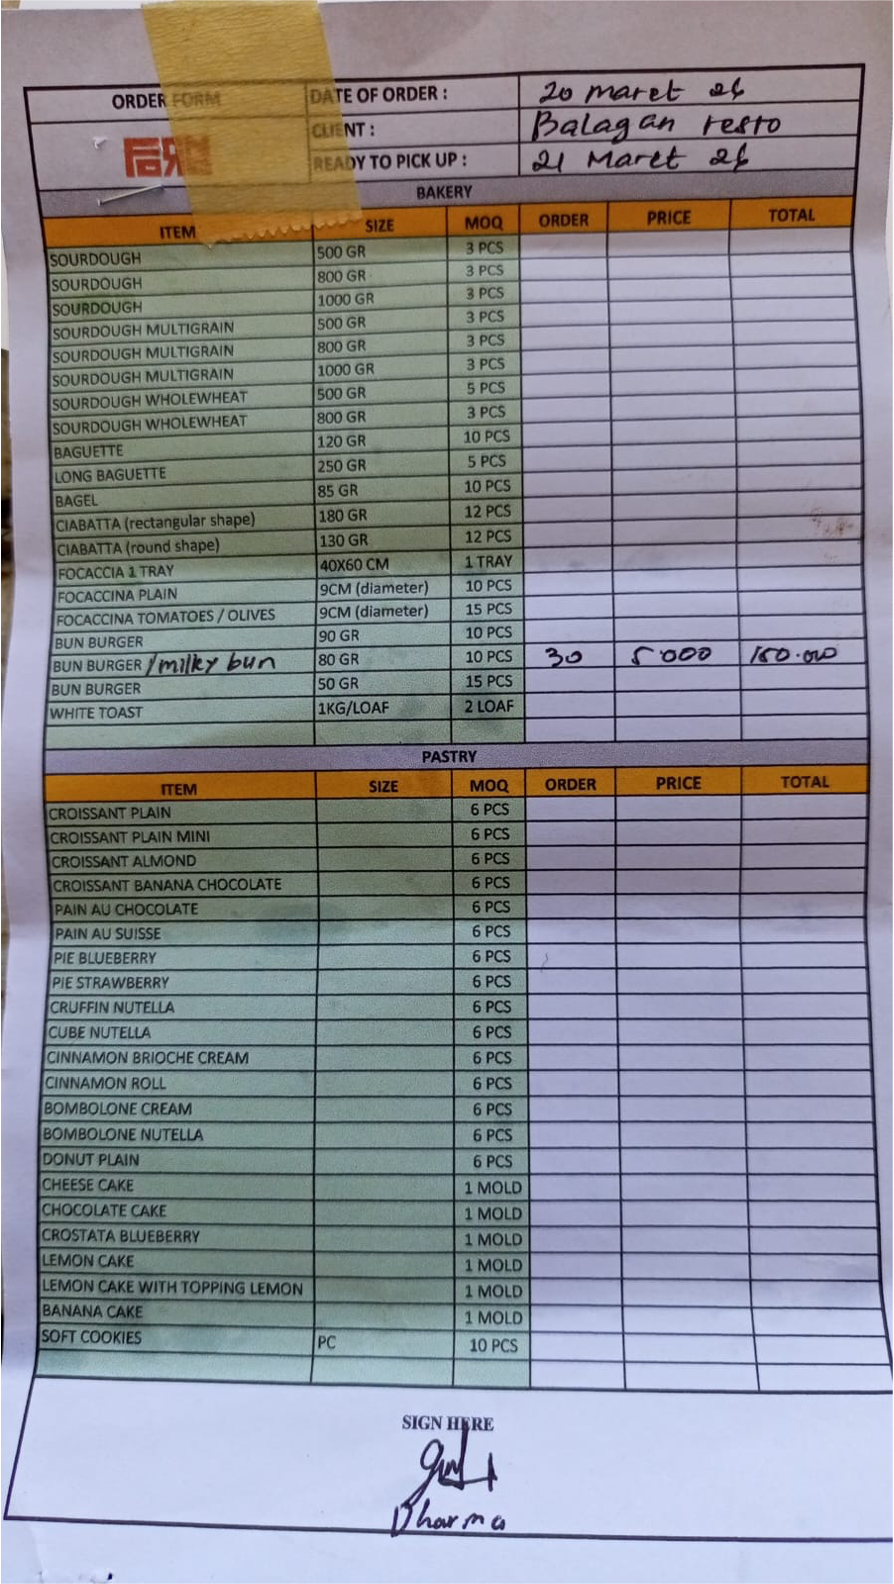 ORDER FORM DATE OF ORDER : 20 maret 26
CLIENT : Balagan resto
READY TO PICK UP : 21 Maret 26
BAKERY
ITEM SIZE MOQ ORDER PRICE TOTAL
SOURDOUGH 500 GR 3 PCS
SOURDOUGH 800 GR 3 PCS
SOURDOUGH 1000 GR 3 PCS
SOURDOUGH MULTIGRAIN 500 GR 3 PCS
SOURDOUGH MULTIGRAIN 800 GR 3 PCS
SOURDOUGH MULTIGRAIN 1000 GR 3 PCS
SOURDOUGH WHOLEWHEAT 500 GR 5 PCS
SOURDOUGH WHOLEWHEAT 800 GR 3 PCS
BAGUETTE 120 GR 10 PCS
LONG BAGUETTE 250 GR 5 PCS
BAGEL 85 GR 10 PCS
CIABATTA (rectangular shape) 180 GR 12 PCS
CIABATTA (round shape) 130 GR 12 PCS
FOCACCIA 1 TRAY 40X60 CM 1 TRAY
FOCACCINA PLAIN 9CM (diameter) 10 PCS
FOCACCINA TOMATOES / OLIVES 9CM (diameter) 15 PCS
BUN BURGER 90 GR 10 PCS
BUN BURGER /milky bun 80 GR 10 PCS 30 5'000 150.000
BUN BURGER 50 GR 15 PCS
WHITE TOAST 1KG/LOAF 2 LOAF
PASTRY
ITEM SIZE MOQ ORDER PRICE TOTAL
CROISSANT PLAIN 6 PCS
CROISSANT PLAIN MINI 6 PCS
CROISSANT ALMOND 6 PCS
CROISSANT BANANA CHOCOLATE 6 PCS
PAIN AU CHOCOLATE 6 PCS
PAIN AU SUISSE 6 PCS
PIE BLUEBERRY 6 PCS
PIE STRAWBERRY 6 PCS
CRUFFIN NUTELLA 6 PCS
CUBE NUTELLA 6 PCS
CINNAMON BRIOCHE CREAM 6 PCS
CINNAMON ROLL 6 PCS
BOMBOLONE CREAM 6 PCS
BOMBOLONE NUTELLA 6 PCS
DONUT PLAIN 6 PCS
CHEESE CAKE 1 MOLD
CHOCOLATE CAKE 1 MOLD
CROSTATA BLUEBERRY 1 MOLD
LEMON CAKE 1 MOLD
LEMON CAKE WITH TOPPING LEMON 1 MOLD
BANANA CAKE 1 MOLD
SOFT COOKIES PC 10 PCS
SIGN HERE
Dharma